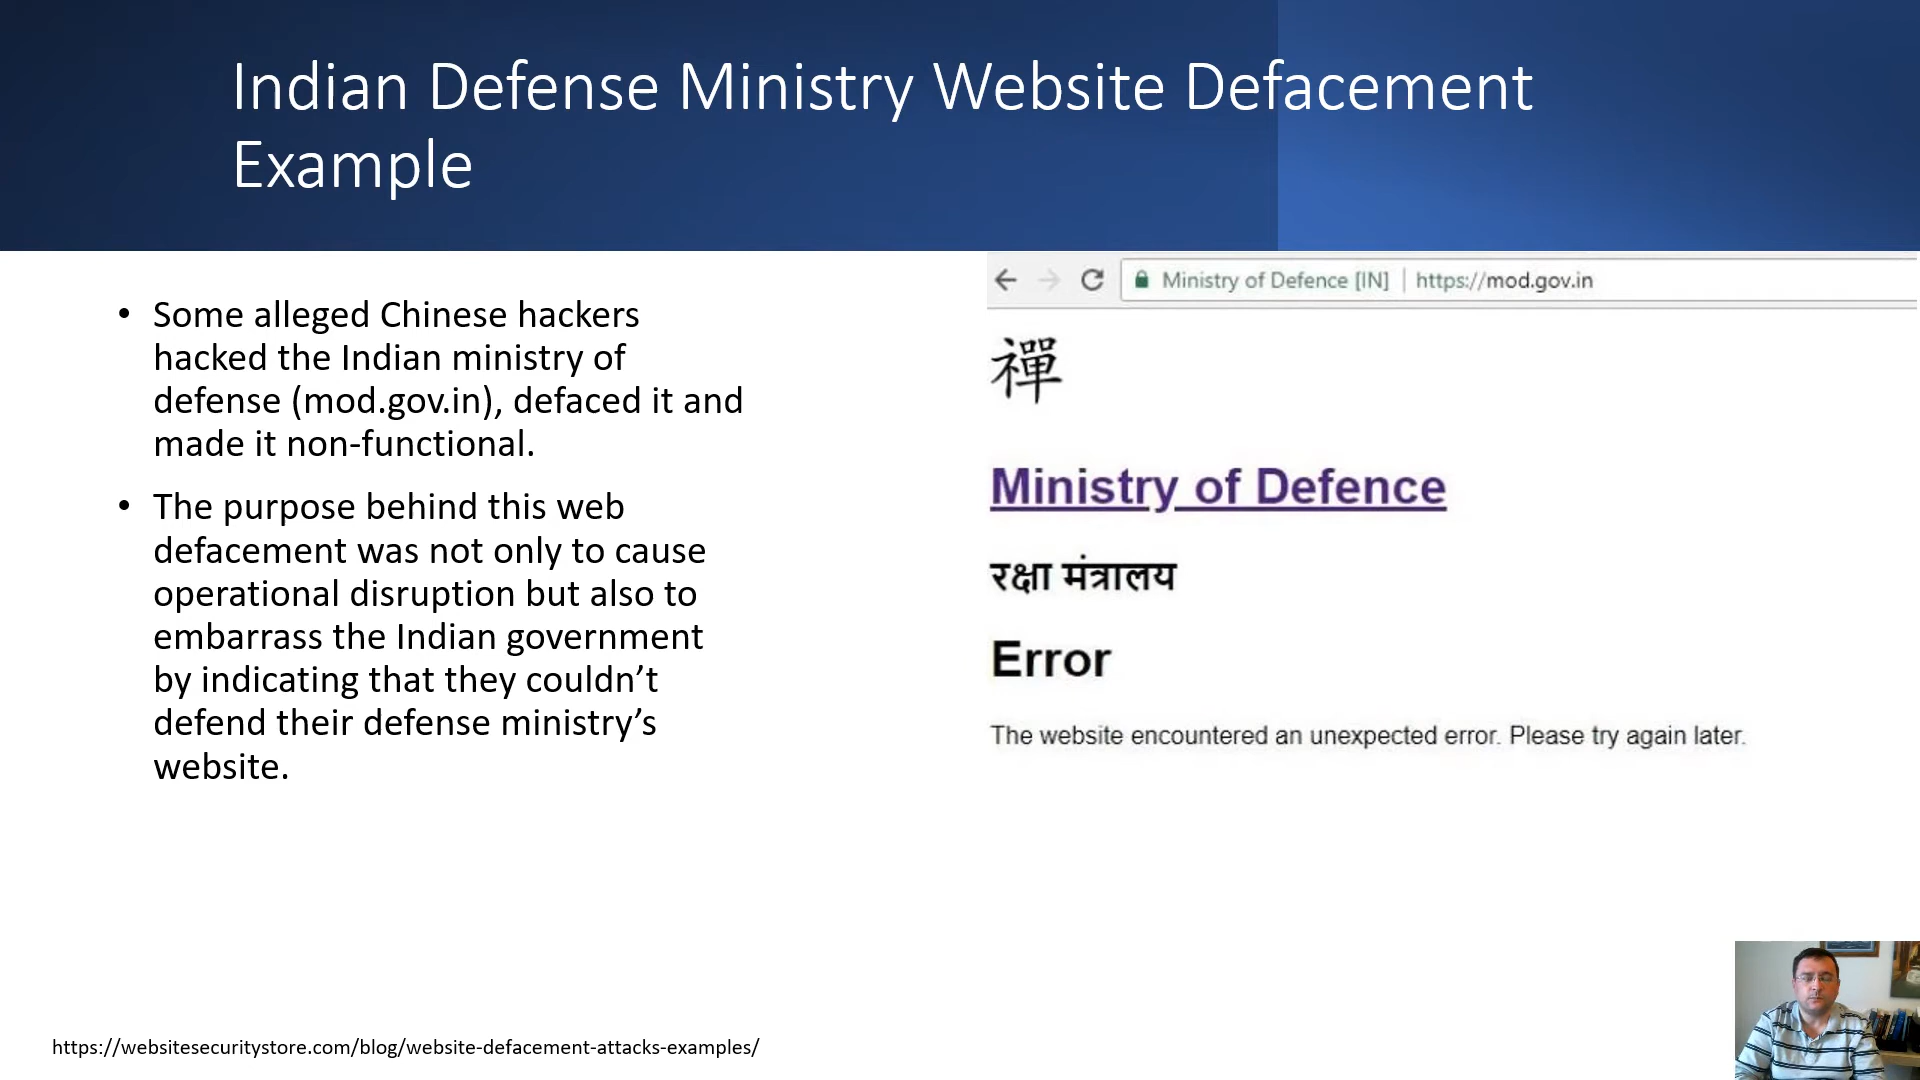 Indian Defense Ministry Website Defacement
Example
• Some alleged Chinese hackers
hacked the Indian ministry of
defense (mod.gov.in), defaced it and
made it non-functional.
• The purpose behind this web
defacement was not only to cause
operational disruption but also to
embarrass the Indian government
by indicating that they couldn’t
defend their defense ministry’s
website.
Ministry of Defence [IN] | https://mod.gov.in
禪
Ministry of Defence
रक्षा मंत्रालय
Error
The website encountered an unexpected error. Please try again later.
https://websitesecuritystore.com/blog/website-defacement-attacks-examples/